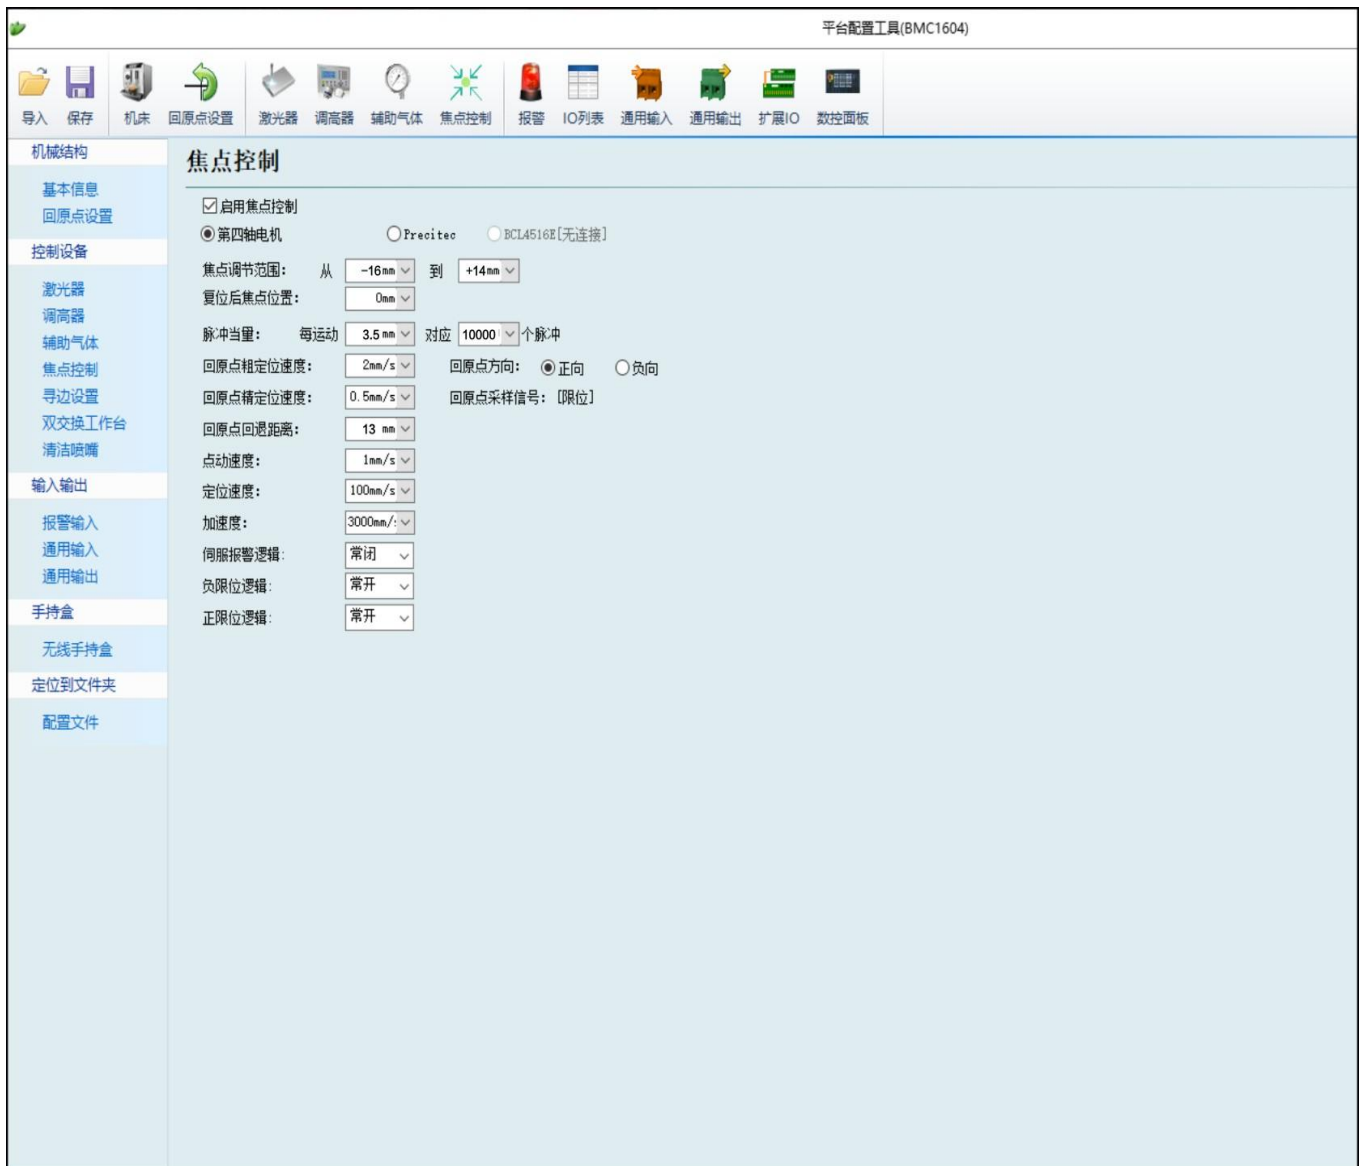 平台配置工具(BMC1604)
导入 保存 机床 回原点设置 激光器 调高器 辅助气体 焦点控制 报警 IO列表 通用输入 通用输出 扩展IO 数控面板
机械结构
基本信息
回原点设置
控制设备
激光器
调高器
辅助气体
焦点控制
寻边设置
双交换工作台
清洁喷嘴
输入输出
报警输入
通用输入
通用输出
手持盒
无线手持盒
定位到文件夹
配置文件
焦点控制
启用焦点控制
第四轴电机 Precitec BCL4516E[无连接]
焦点调节范围: 从 -16mm 到 +14mm
复位后焦点位置: 0mm
脉冲当量: 每运动 3.5 mm 对应 10000 个脉冲
回原点粗定位速度: 2mm/s 回原点方向: 正向 负向
回原点精定位速度: 0.5mm/s 回原点采样信号: [限位]
回原点回退距离: 13 mm
点动速度: 1mm/s
定位速度: 100mm/s
加速度: 3000mm/
伺服报警逻辑: 常闭
负限位逻辑: 常开
正限位逻辑: 常开